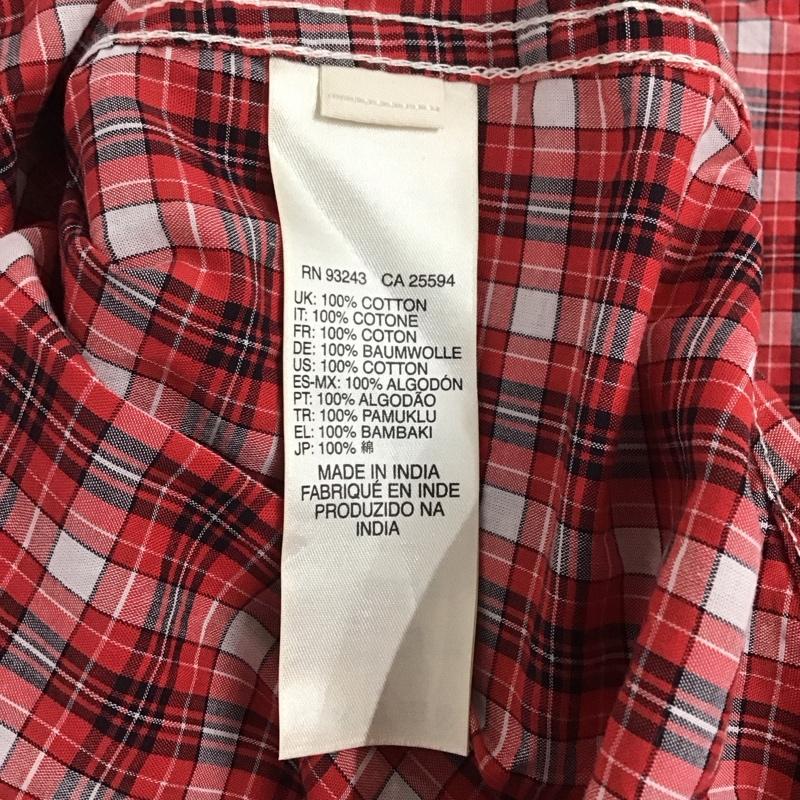 RN 93243 CA 25594
UK: 100% COTTON
IT: 100% COTONE
FR: 100% COTON
DE: 100% BAUMWOLLE
US: 100% COTTON
ES-MX: 100% ALGODÓN
PT: 100% ALGODÃO
TR: 100% PAMUKLU
EL: 100% BAMBAKI
JP: 100% 綿
MADE IN INDIA
FABRIQUÉ EN INDE
PRODUZIDO NA
INDIA